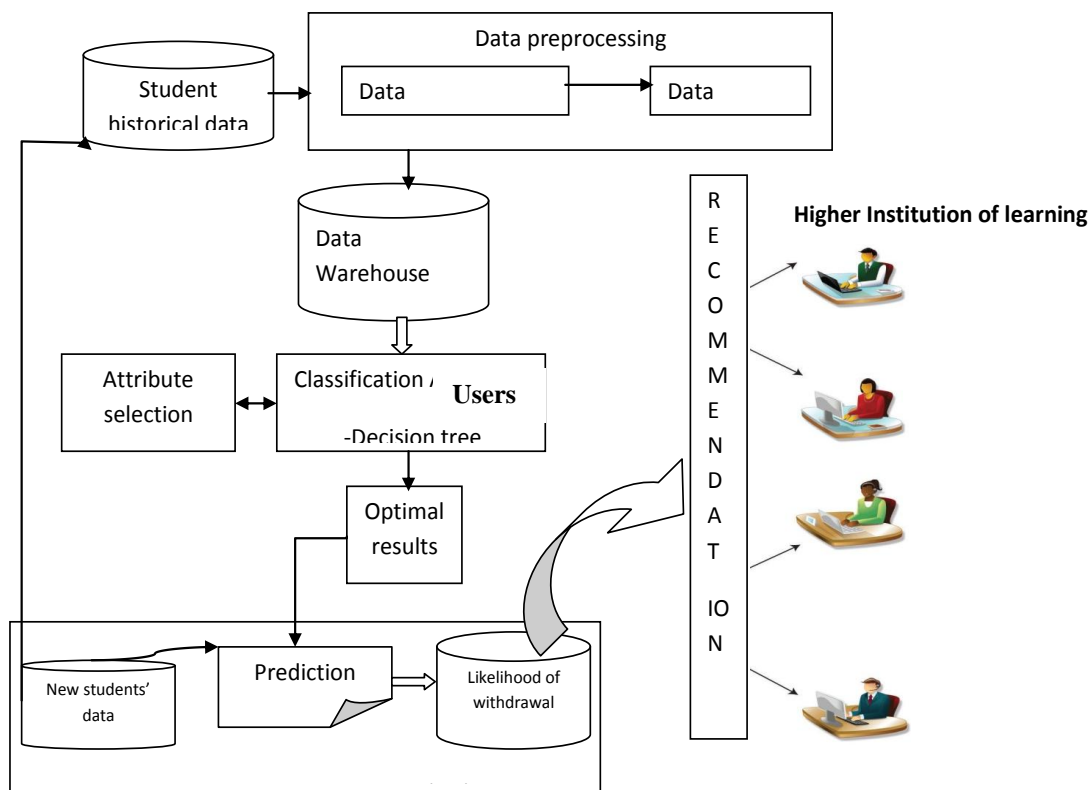 Data preprocessing
Student
historical data
Data
Data
Data
Warehouse
Attribute
selection
Classification
Users
-Decision tree
Optimal
results
New students'
data
Prediction
Likelihood of
withdrawal
R
E
C
O
M
M
E
N
D
A
T
IO
N
Higher Institution of learning